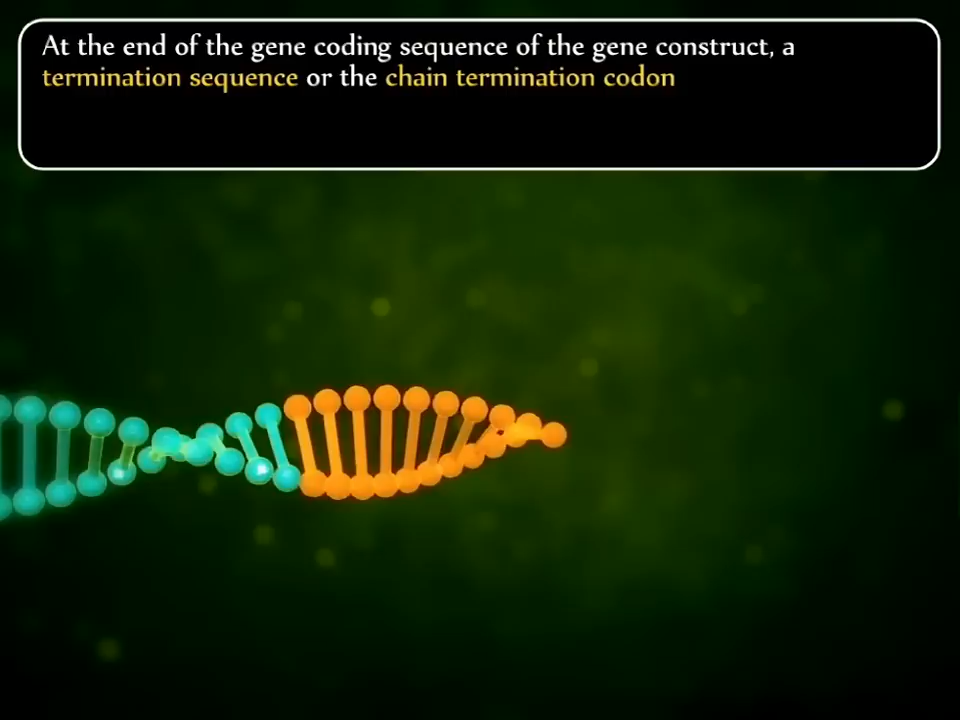 At the end of the gene coding sequence of the gene construct, a
termination sequence or the chain termination codon